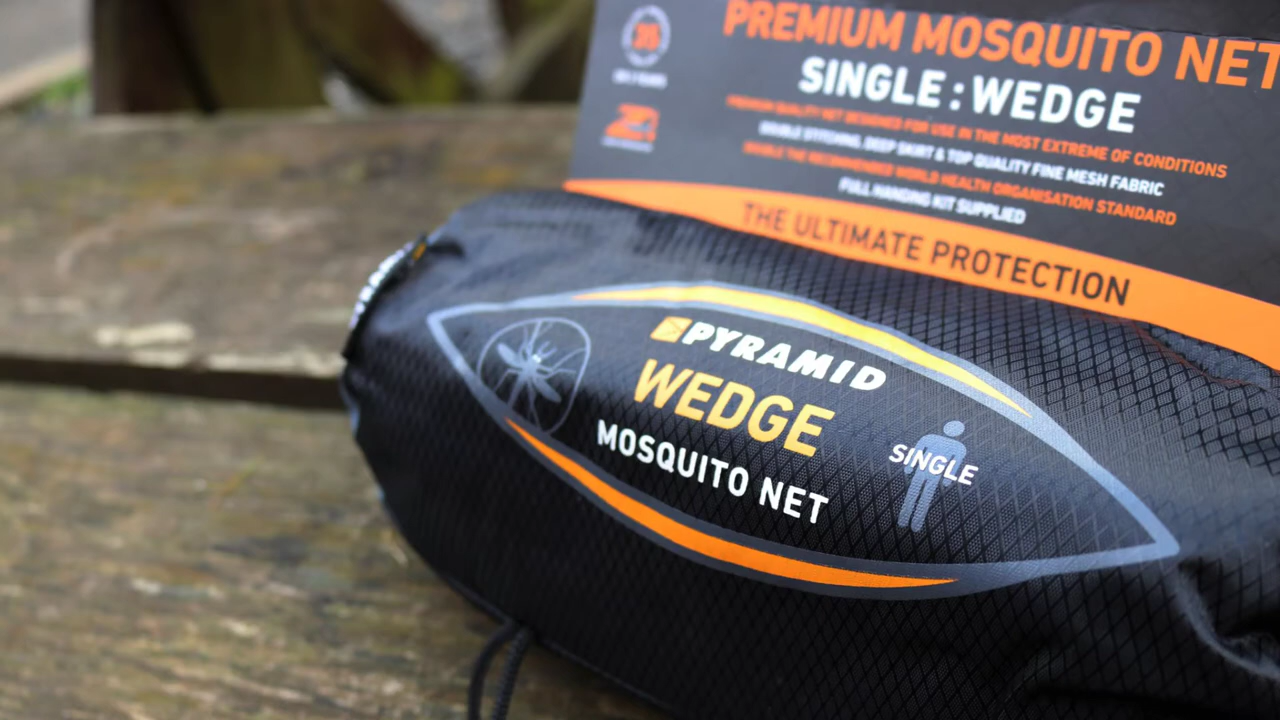 PREMIUM MOSQUITO NET
SINGLE : WEDGE
PREMIUM QUALITY NET DESIGNED FOR USE IN THE MOST EXTREME OF CONDITIONS
DOUBLE STITCHING, DEEP SKIRT & TOP QUALITY FINE MESH FABRIC
DOUBLE THE RECOMMENDED WORLD HEALTH ORGANISATION STANDARD
FULL HANGING KIT SUPPLIED
THE ULTIMATE PROTECTION
PYRAMID
WEDGE
MOSQUITO NET
SINGLE